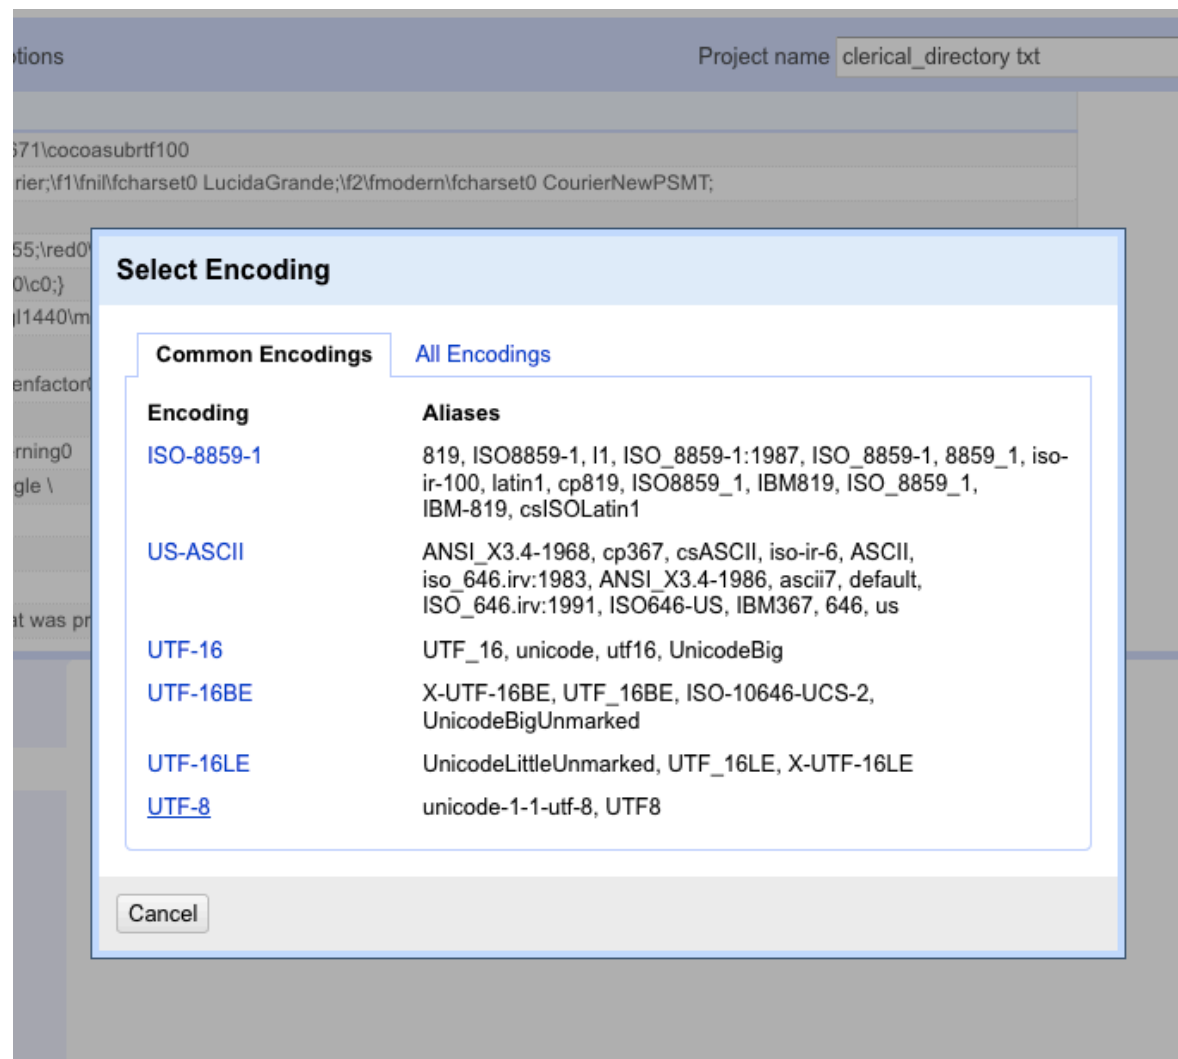 tions
Project name clerical_directory txt
671\cocoasubrtf100
rier;\f1\fnil\fcharset0 LucidaGrande;\f2\fmodern\fcharset0 CourierNewPSMT;
55;\red0\
0\c0;}
gl1440\m
enfactor0
rning0
gle \
at was pr
Select Encoding
Common Encodings All Encodings
Encoding Aliases
ISO-8859-1 819, ISO8859-1, l1, ISO_8859-1:1987, ISO_8859-1, 8859_1, iso-
ir-100, latin1, cp819, ISO8859_1, IBM819, ISO_8859_1,
IBM-819, csISOLatin1
US-ASCII ANSI_X3.4-1968, cp367, csASCII, iso-ir-6, ASCII,
iso_646.irv:1983, ANSI_X3.4-1986, ascii7, default,
ISO_646.irv:1991, ISO646-US, IBM367, 646, us
UTF-16 UTF_16, unicode, utf16, UnicodeBig
UTF-16BE X-UTF-16BE, UTF_16BE, ISO-10646-UCS-2,
UnicodeBigUnmarked
UTF-16LE UnicodeLittleUnmarked, UTF_16LE, X-UTF-16LE
UTF-8 unicode-1-1-utf-8, UTF8
Cancel